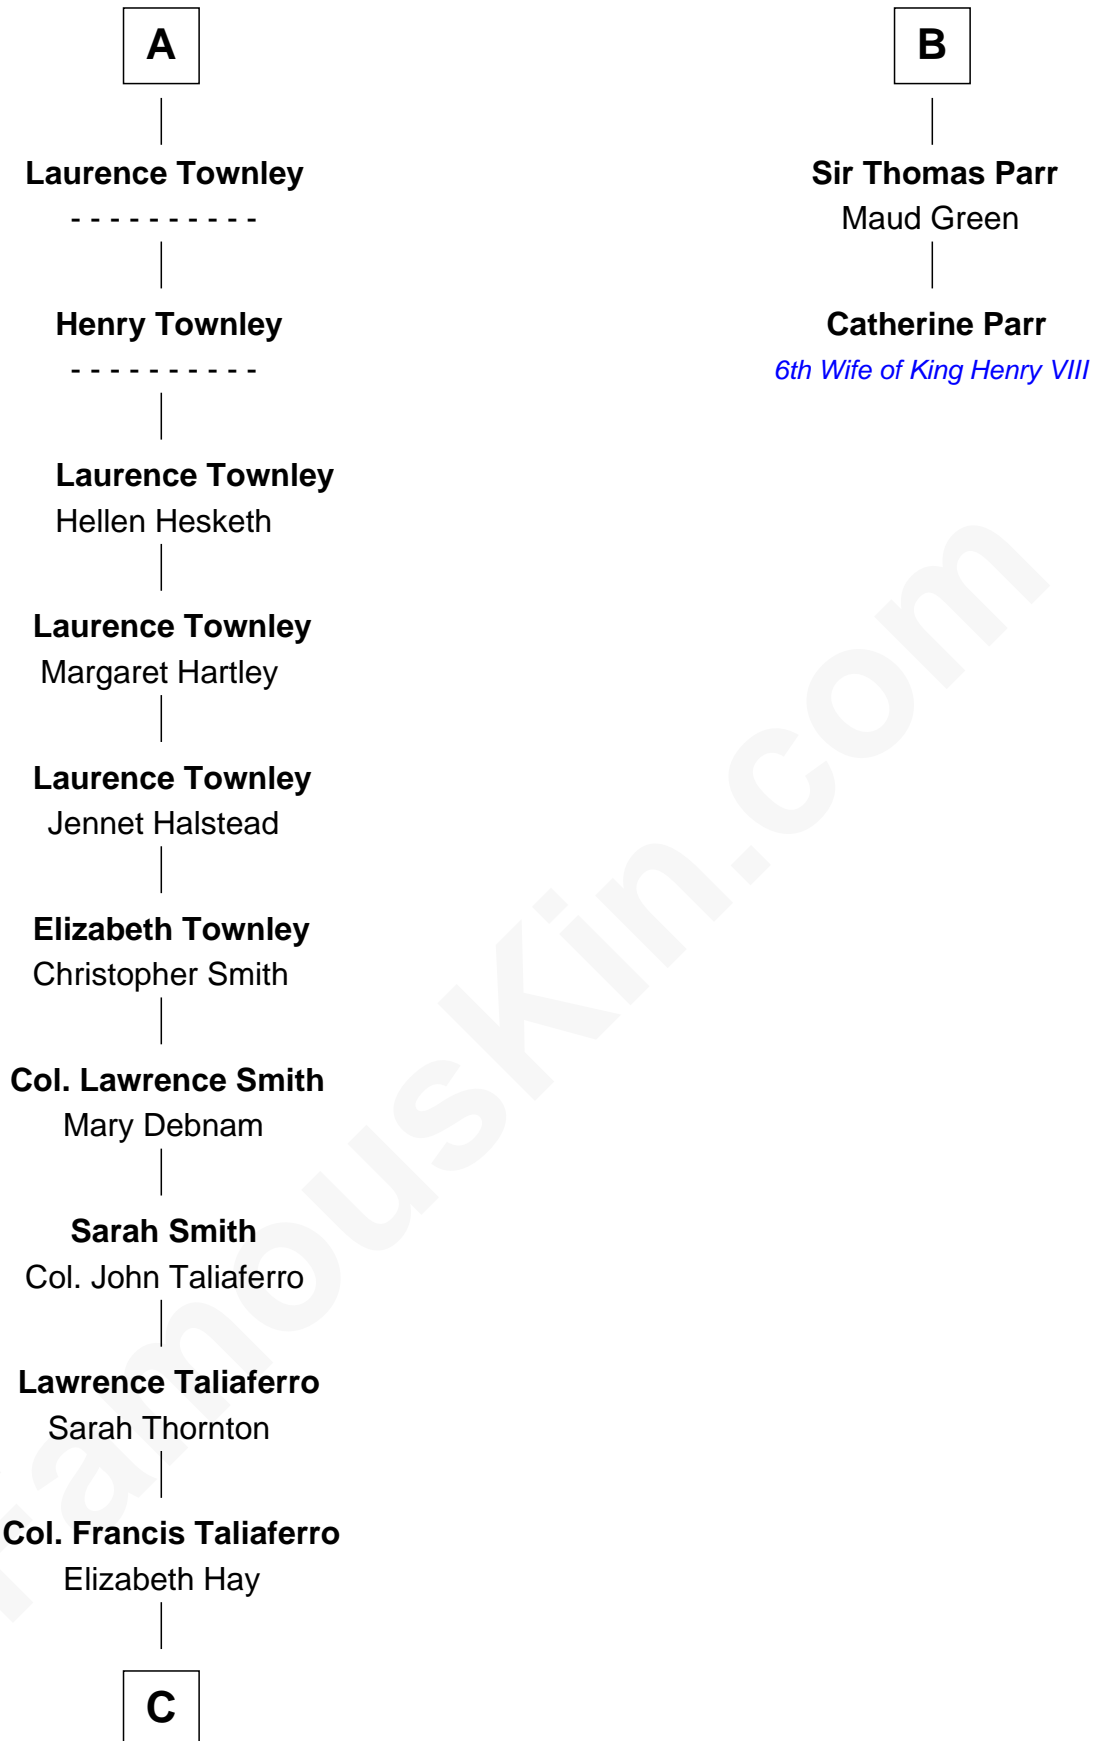 A
Laurence Townley
- - - - - - - - - -
Henry Townley
- - - - - - - - - -
Laurence Townley
Hellen Hesketh
Laurence Townley
Margaret Hartley
Laurence Townley
Jennet Halstead
Elizabeth Townley
Christopher Smith
Col. Lawrence Smith
Mary Debnam
Sarah Smith
Col. John Taliaferro
Lawrence Taliaferro
Sarah Thornton
Col. Francis Taliaferro
Elizabeth Hay
C
B
Sir Thomas Parr
Maud Green
Catherine Parr
6th Wife of King Henry VIII
FamousKin.com